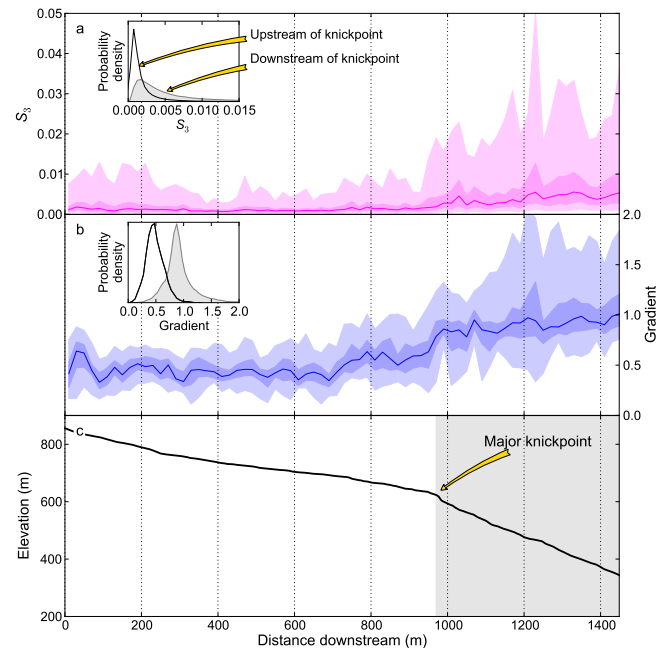 0.05
0.04
0.03
0.02
0.01
0.00
S3
a
Probability
density
0.000 0.005 0.010 0.015
S3
Upstream of knickpoint
Downstream of knickpoint
b
Probability
density
0.0 0.5 1.0 1.5 2.0
Gradient
2.0
1.5
1.0
0.5
0.0
Gradient
c
Major knickpoint
800
600
400
200
Elevation (m)
0 200 400 600 800 1000 1200 1400
Distance downstream (m)